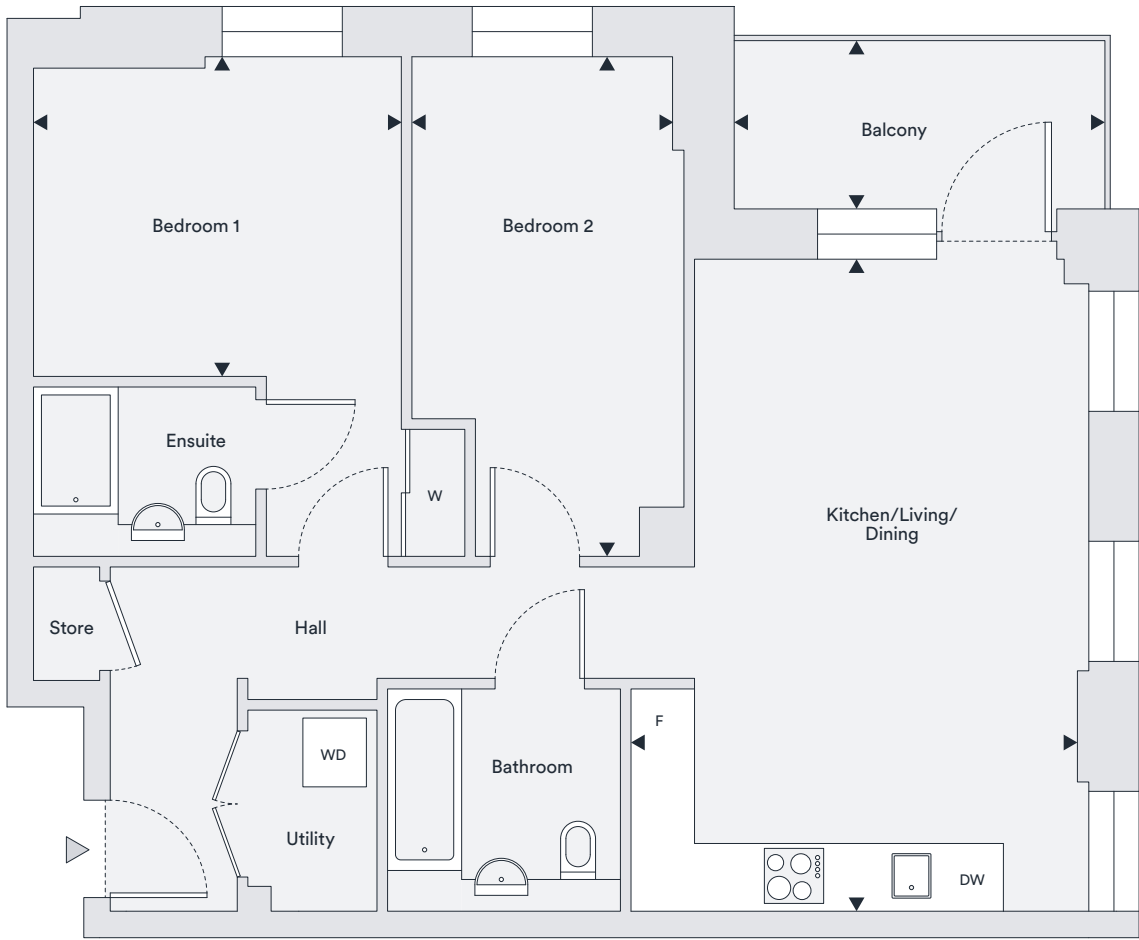 Balcony
Bedroom 1
Bedroom 2
Ensuite
W
Kitchen/Living/
Dining
Store
Hall
F
WD
Bathroom
Utility
DW